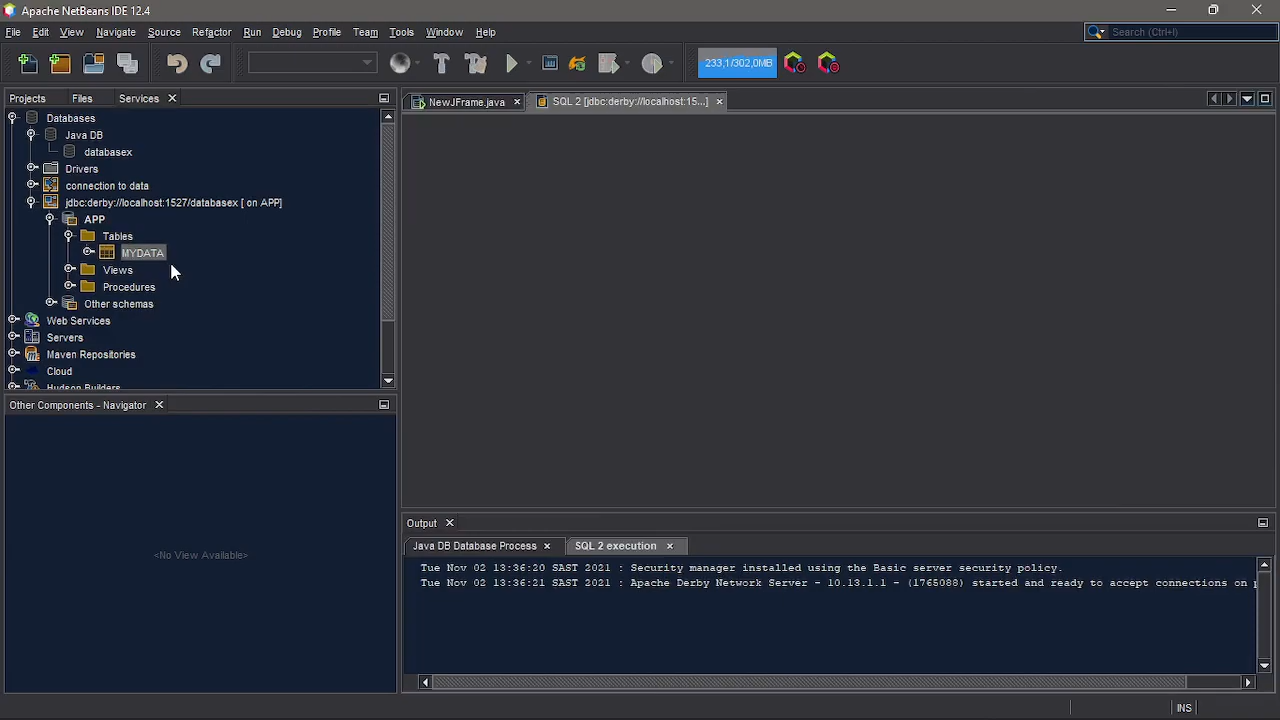 Apache NetBeans IDE 12.4
File Edit View Navigate Source Refactor Run Debug Profile Team Tools Window Help
Search (Ctrl+I)
233,1/302,0MB
Projects Files Services
NewJFrame.java
SQL 2 [jdbc:derby://localhost:15...]
Databases
Java DB
databasex
Drivers
connection to data
jdbc:derby://localhost:1527/databasex [ on APP]
APP
Tables
MYDATA
Views
Procedures
Other schemas
Web Services
Servers
Maven Repositories
Cloud
Hudson Builders
Other Components - Navigator
<No View Available>
Output
Java DB Database Process
SQL 2 execution
Tue Nov 02 13:36:20 SAST 2021 : Security manager installed using the Basic server security policy.
Tue Nov 02 13:36:21 SAST 2021 : Apache Derby Network Server - 10.13.1.1 - (1765088) started and ready to accept connections on
INS